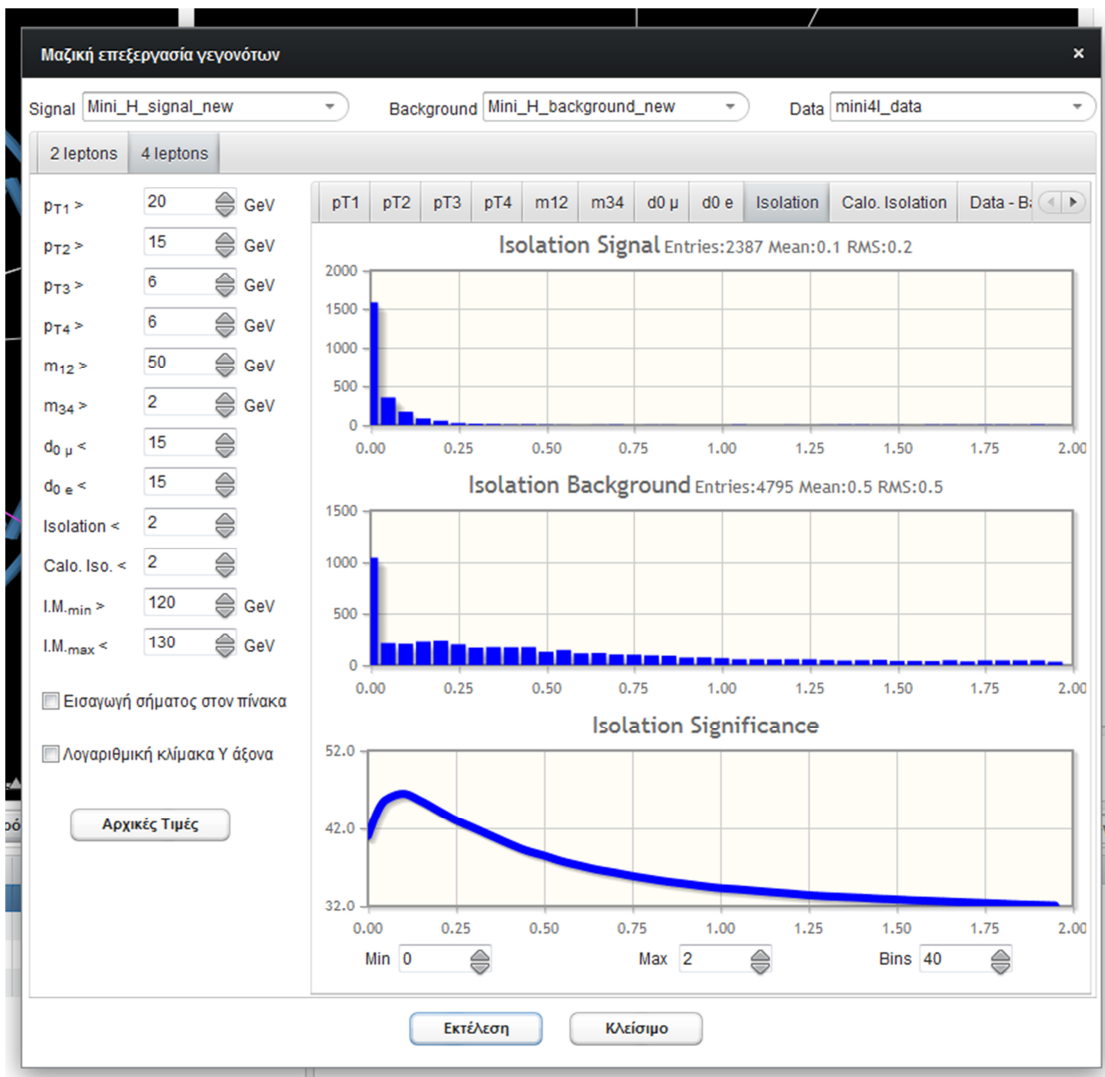 Μαζική επεξεργασία γεγονότων ×
Signal Mini_H_signal_new Background Mini_H_background_new Data mini4l_data
2 leptons 4 leptons
pT1 > 20 GeV
pT2 > 15 GeV
pT3 > 6 GeV
pT4 > 6 GeV
m12 > 50 GeV
m34 > 2 GeV
d0 μ < 15
d0 e < 15
Isolation < 2
Calo. Iso. < 2
I.M.min > 120 GeV
I.M.max < 130 GeV
Εισαγωγή σήματος στον πίνακα
Λογαριθμική κλίμακα Υ άξονα
Αρχικές Τιμές
pT1 pT2 pT3 pT4 m12 m34 d0 μ d0 e Isolation Calo. Isolation Data - Ba
Isolation Signal Entries:2387 Mean:0.1 RMS:0.2
2000
1500
1000
500
0
0.00 0.25 0.50 0.75 1.00 1.25 1.50 1.75 2.00
Isolation Background Entries:4795 Mean:0.5 RMS:0.5
1500
1000
500
0
0.00 0.25 0.50 0.75 1.00 1.25 1.50 1.75 2.00
Isolation Significance
52.0
42.0
32.0
0.00 0.25 0.50 0.75 1.00 1.25 1.50 1.75 2.00
Min 0 Max 2 Bins 40
Εκτέλεση Κλείσιμο